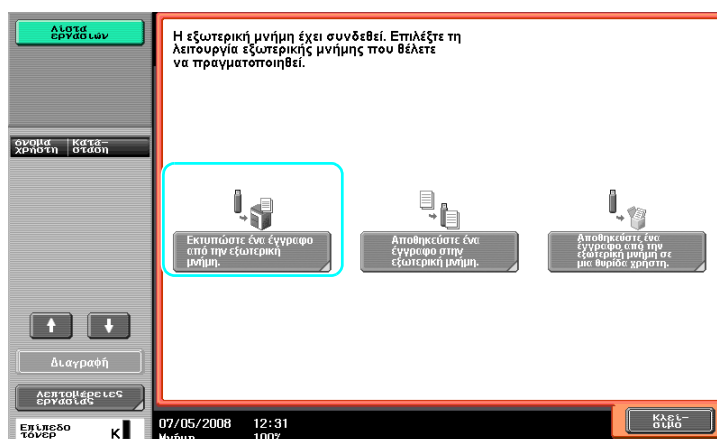 Λίστα
εργασιών
Η εξωτερική μνήμη έχει συνδεθεί. Επιλέξτε τη
λειτουργία εξωτερικής μνήμης που θέλετε
να πραγματοποιηθεί.
όνομα χρήστη
Κατά-
σταση
Εκτυπώστε ένα έγγραφο
από την εξωτερική
μνήμη.
Αποθηκεύστε ένα
έγγραφο στην
εξωτερική μνήμη.
Αποθηκεύστε ένα
έγγραφο από την
εξωτερική μνήμη σε
μια θυρίδα χρήστη.
Διαγραφή
Λεπτομέρειες
εργασίας
Επίπεδο
τόνερ K
07/05/2008 12:31
Μνήμη 100%
Κλεί-
σιμο